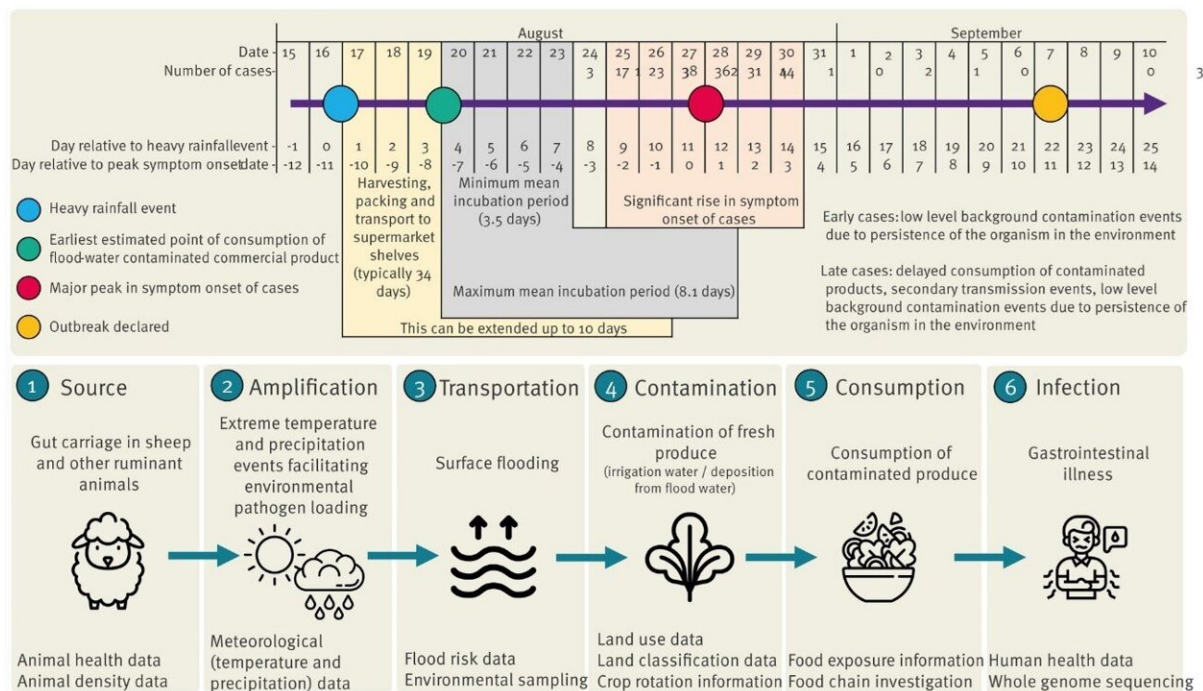 August September
Date 15 16 17 18 19 20 21 22 23 24 25 26 27 28 29 30 31 1 2 3 4 5 6 7 8 9 10
Number of cases 3 17 1 23 38 362 31 44 1 0 2 1 0 0 3
Day relative to heavy rainfallevent -1 0 1 2 3 4 5 6 7 8 9 10 11 12 13 14 15 16 17 18 19 20 21 22 23 24 25
Day relative to peak symptom onsetdate -12 -11 -10 -9 -8 -7 -6 -5 -4 -3 -2 -1 0 1 2 3 4 5 6 7 8 9 10 11 12 13 14
Heavy rainfall event
Earliest estimated point of consumption of
flood-water contaminated commercial product
Major peak in symptom onset of cases
Outbreak declared
Harvesting,
packing and
transport to
supermarket
shelves
(typically 34
days)
Minimum mean
incubation period
(3.5 days)
Maximum mean incubation period (8.1 days)
This can be extended up to 10 days
Significant rise in symptom
onset of cases
Early cases: low level background contamination events
due to persistence of the organism in the environment
Late cases: delayed consumption of contaminated
products, secondary transmission events, low level
background contamination events due to persistence of
the organism in the environment
1 Source
Gut carriage in sheep
and other ruminant
animals
Animal health data
Animal density data
2 Amplification
Extreme temperature
and precipitation
events facilitating
environmental
pathogen loading
Meteorological
(temperature and
precipitation) data
3 Transportation
Surface flooding
Flood risk data
Environmental sampling
4 Contamination
Contamination of fresh
produce
(irrigation water / deposition
from flood water)
Land use data
Land classification data
Crop rotation information
5 Consumption
Consumption of
contaminated produce
Food exposure information
Food chain investigation
6 Infection
Gastrointestinal
illness
Human health data
Whole genome sequencing